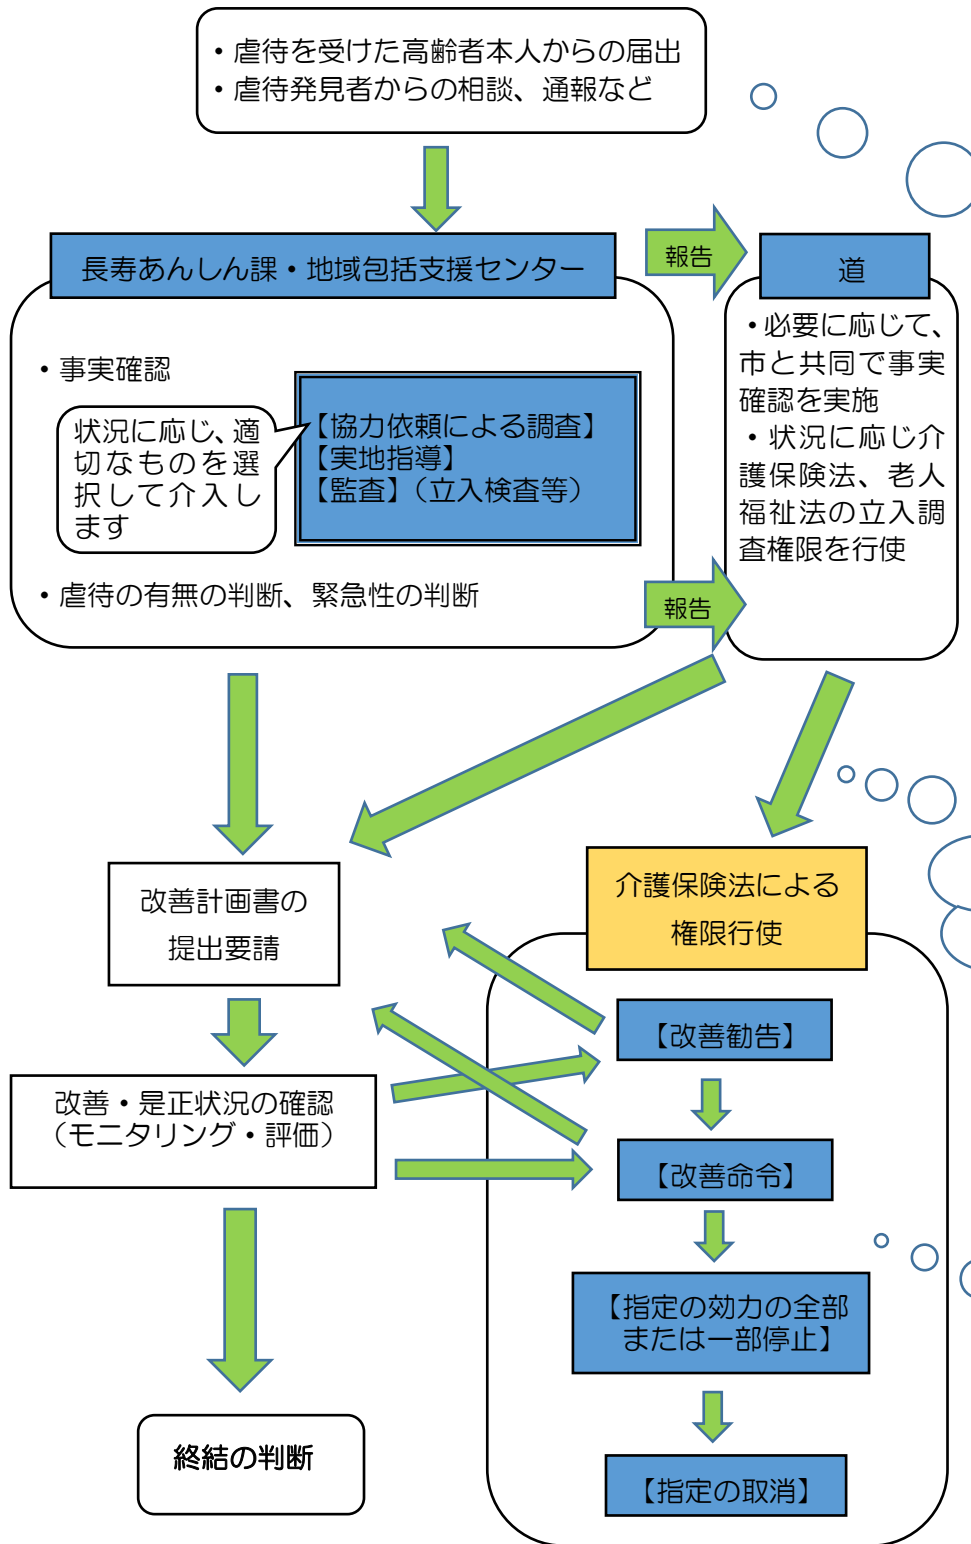 ・虐待を受けた高齢者本人からの届出
・虐待発見者からの相談、通報など
長寿あんしん課・地域包括支援センター
報告
道
・事実確認
状況に応じ、適
切なものを選
択して介入し
ます
【協力依頼による調査】
【実地指導】
【監査】（立入検査等）
・虐待の有無の判断、緊急性の判断
報告
・必要に応じて、
市と共同で事実
確認を実施
・状況に応じ介
護保険法、老人
福祉法の立入調
査権限を行使
改善計画書の
提出要請
介護保険法による
権限行使
改善・是正状況の確認
（モニタリング・評価）
【改善勧告】
【改善命令】
【指定の効力の全部
または一部停止】
【指定の取消】
終結の判断